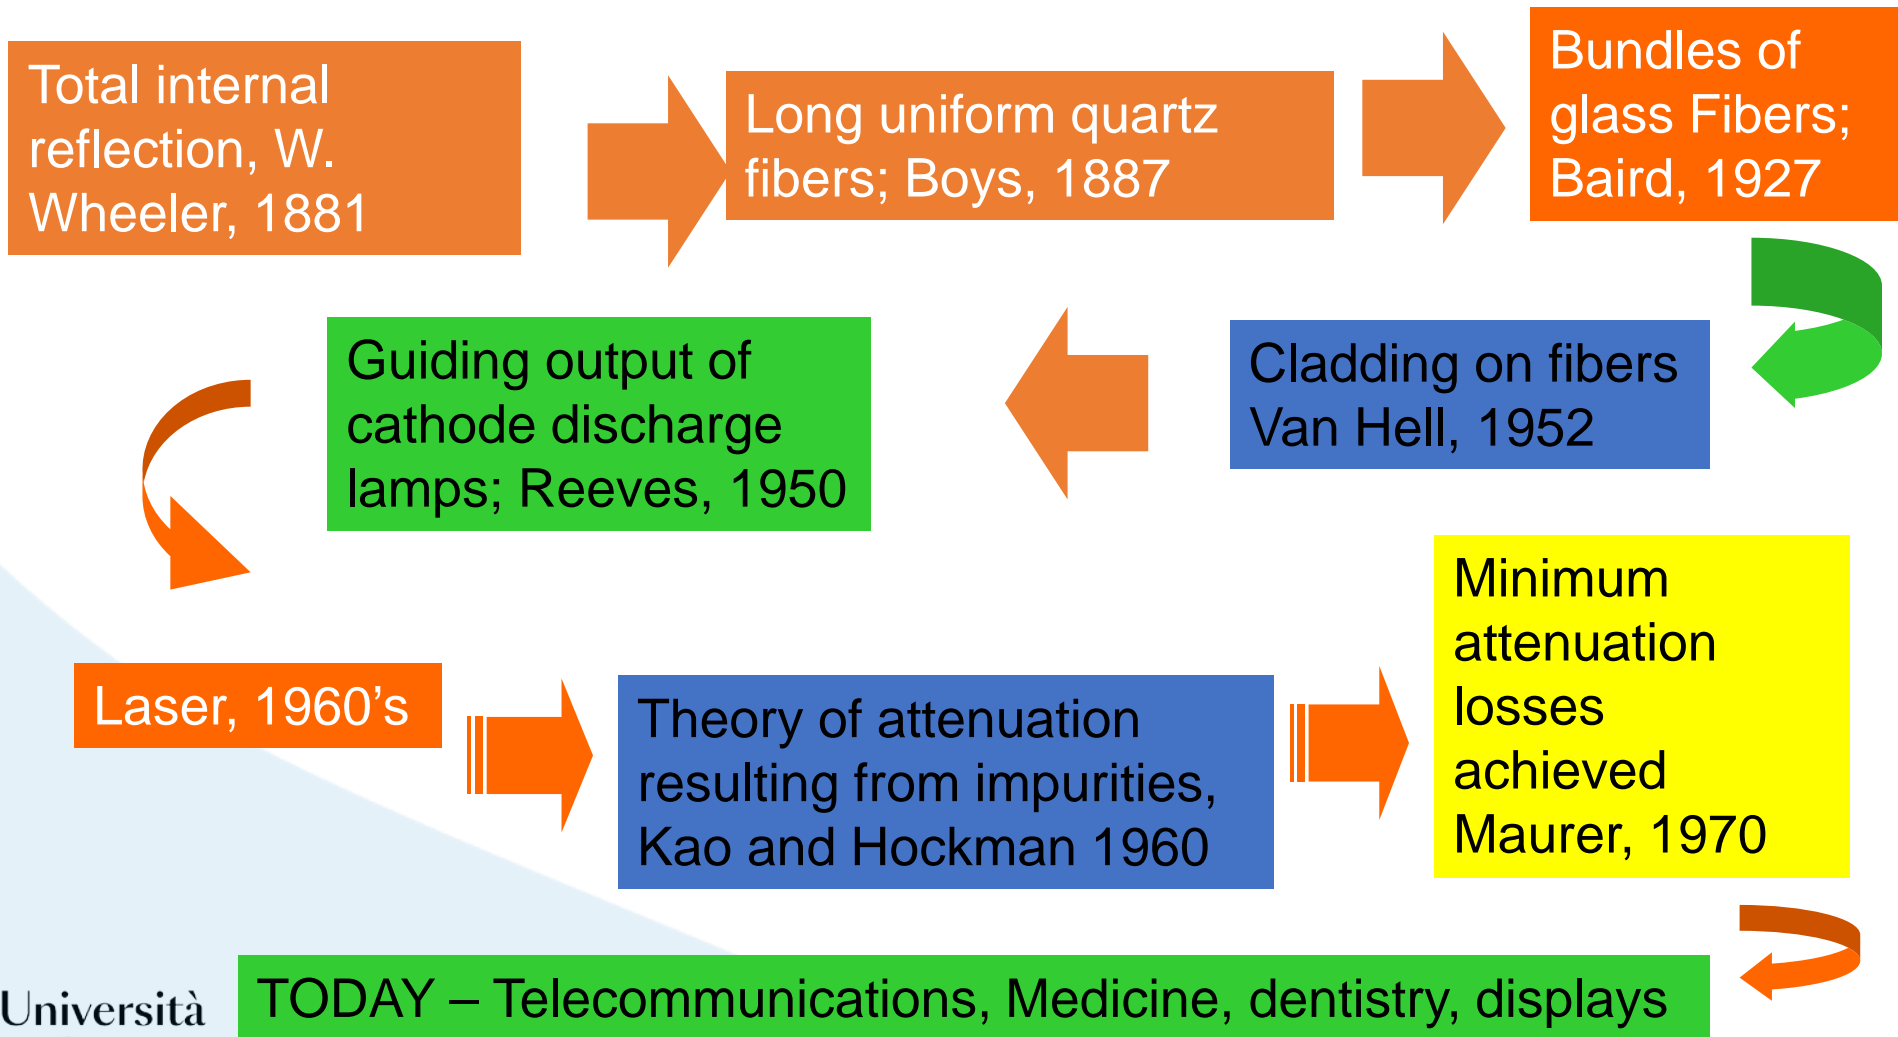 Total internal
reflection, W.
Wheeler, 1881
Long uniform quartz
fibers; Boys, 1887
Bundles of
glass Fibers;
Baird, 1927
Cladding on fibers
Van Hell, 1952
Guiding output of
cathode discharge
lamps; Reeves, 1950
Laser, 1960’s
Theory of attenuation
resulting from impurities,
Kao and Hockman 1960
Minimum
attenuation
losses
achieved
Maurer, 1970
TODAY – Telecommunications, Medicine, dentistry, displays
Università